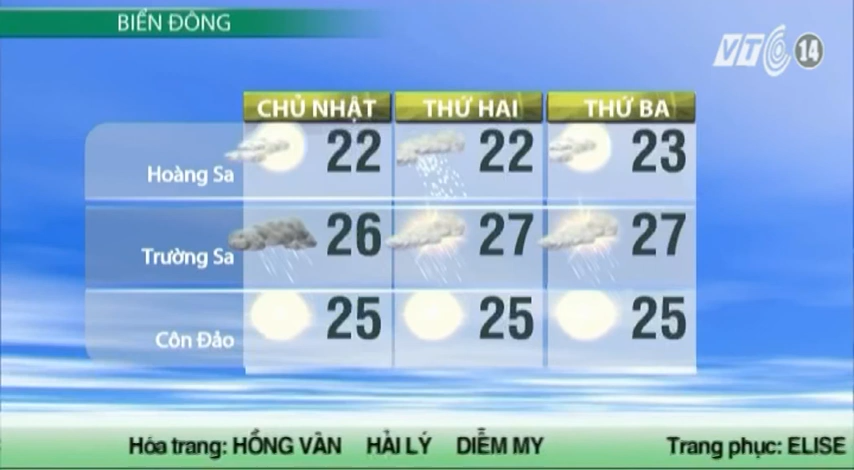 BIỂN ĐÔNG
VTC 14
CHỦ NHẬT THỨ HAI THỨ BA
Hoàng Sa 22 22 23
Trường Sa 26 27 27
Côn Đảo 25 25 25
Hóa trang: HỒNG VÂN HẢI LÝ DIỄM MY Trang phục: ELISE